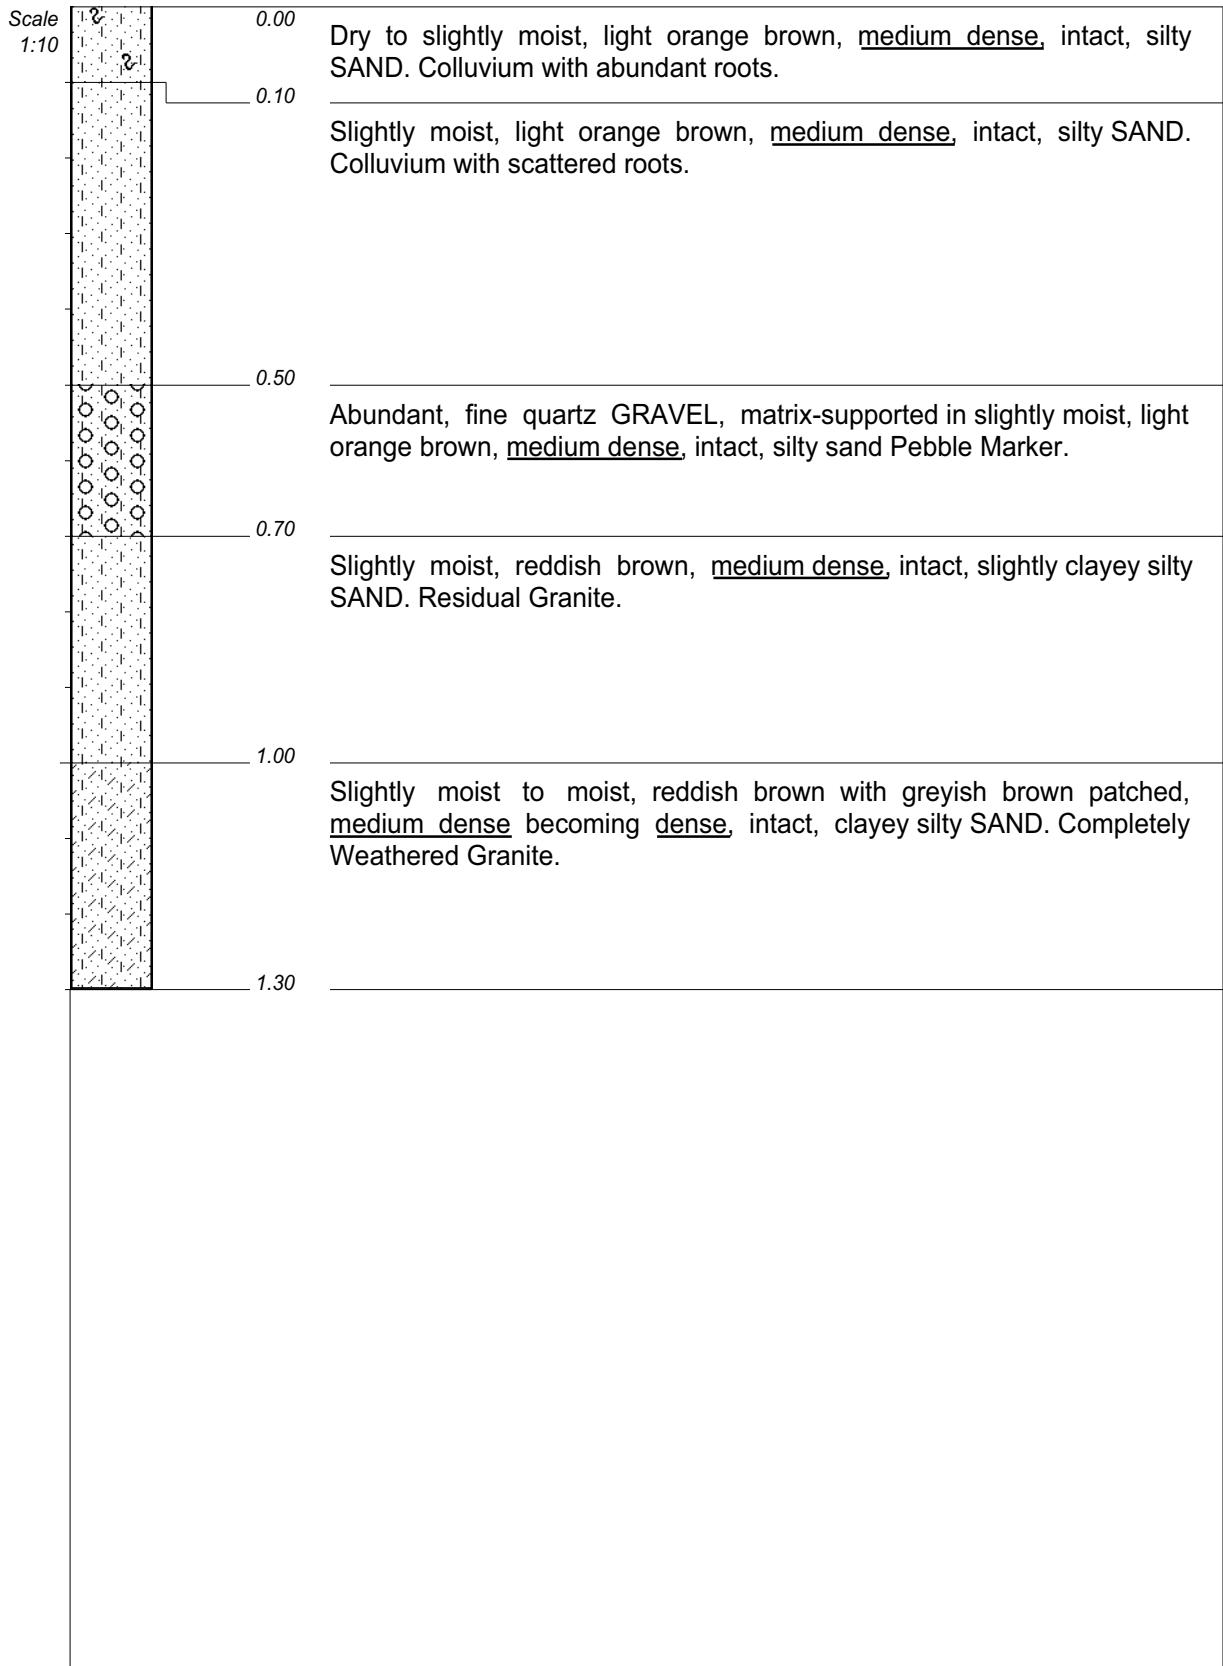 Scale
1:10
0.00
Dry to slightly moist, light orange brown, medium dense, intact, silty
SAND. Colluvium with abundant roots.
0.10
Slightly moist, light orange brown, medium dense, intact, silty SAND.
Colluvium with scattered roots.
0.50
Abundant, fine quartz GRAVEL, matrix-supported in slightly moist, light
orange brown, medium dense, intact, silty sand Pebble Marker.
0.70
Slightly moist, reddish brown, medium dense, intact, slightly clayey silty
SAND. Residual Granite.
1.00
Slightly moist to moist, reddish brown with greyish brown patched,
medium dense becoming dense, intact, clayey silty SAND. Completely
Weathered Granite.
1.30